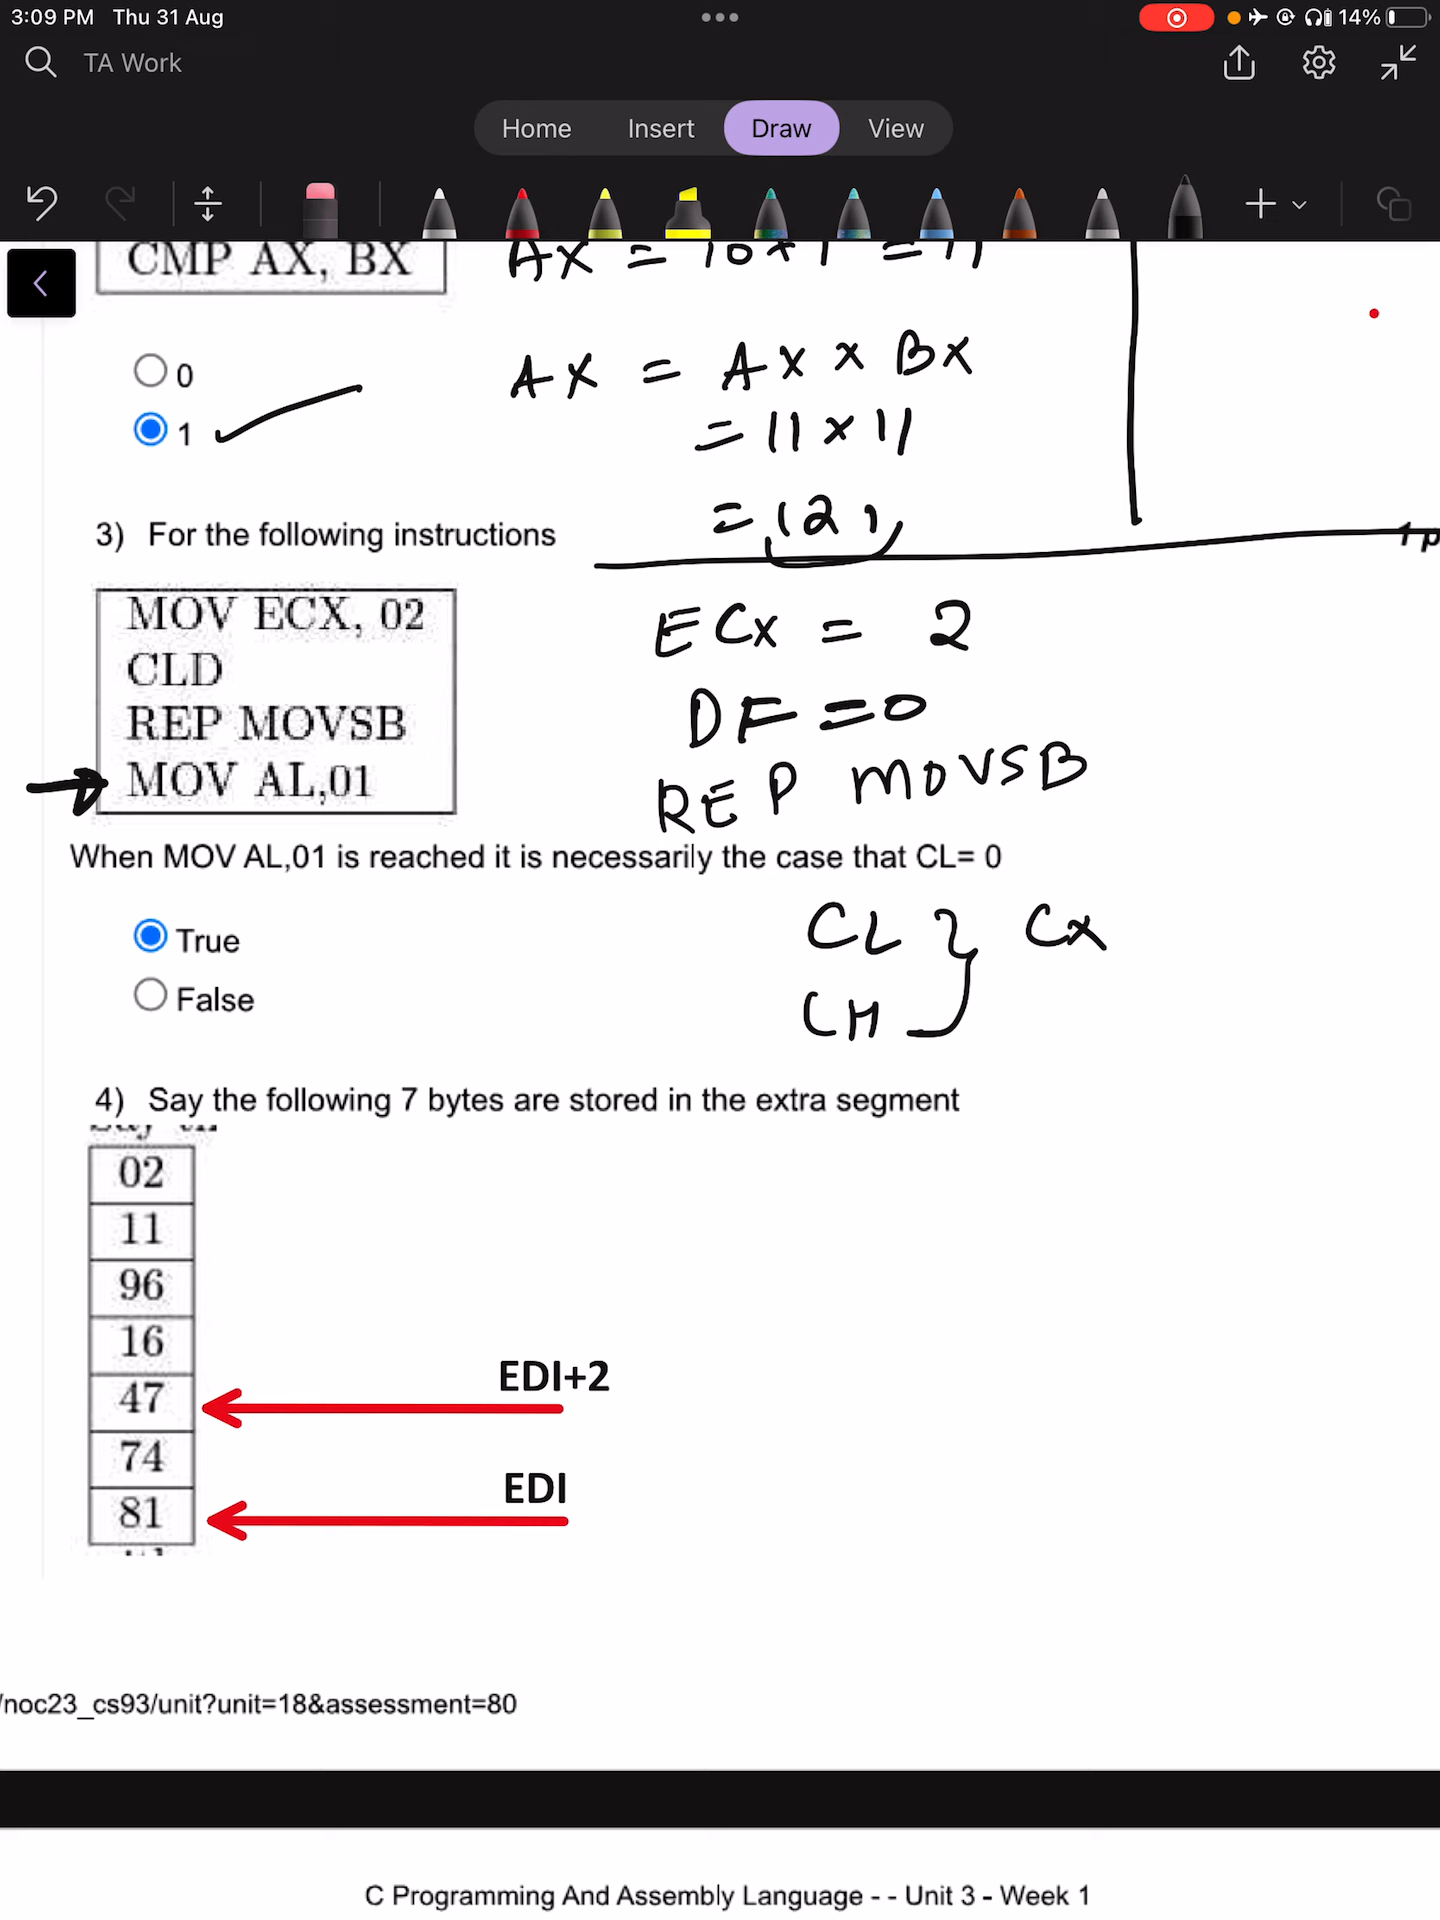 3:09 PM Thu 31 Aug
14%
TA Work
Home Insert Draw View
CMP AX, BX
AX = 10+1 = 11
0
1
AX = AX × BX
= 11 × 11
= 121
3) For the following instructions
MOV ECX, 02
CLD
REP MOVSB
MOV AL,01
ECX = 2
DF = 0
REP MOVSB
When MOV AL,01 is reached it is necessarily the case that CL= 0
True
False
CL } CX
CH
4) Say the following 7 bytes are stored in the extra segment
02
11
96
16
47
EDI+2
74
81
EDI
/noc23_cs93/unit?unit=18&assessment=80
C Programming And Assembly Language - - Unit 3 - Week 1